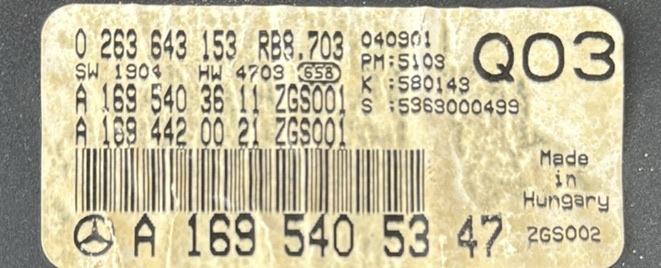 0 263 643 153 RB8.703
SW 1904 HW 4703 658
A 169 540 36 11 ZGS001
A 169 442 00 21 ZGS001
040901
PM:5103
K :580143
S :5363000499
Q03
Made
in
Hungary
ZGS002
A 169 540 53 47